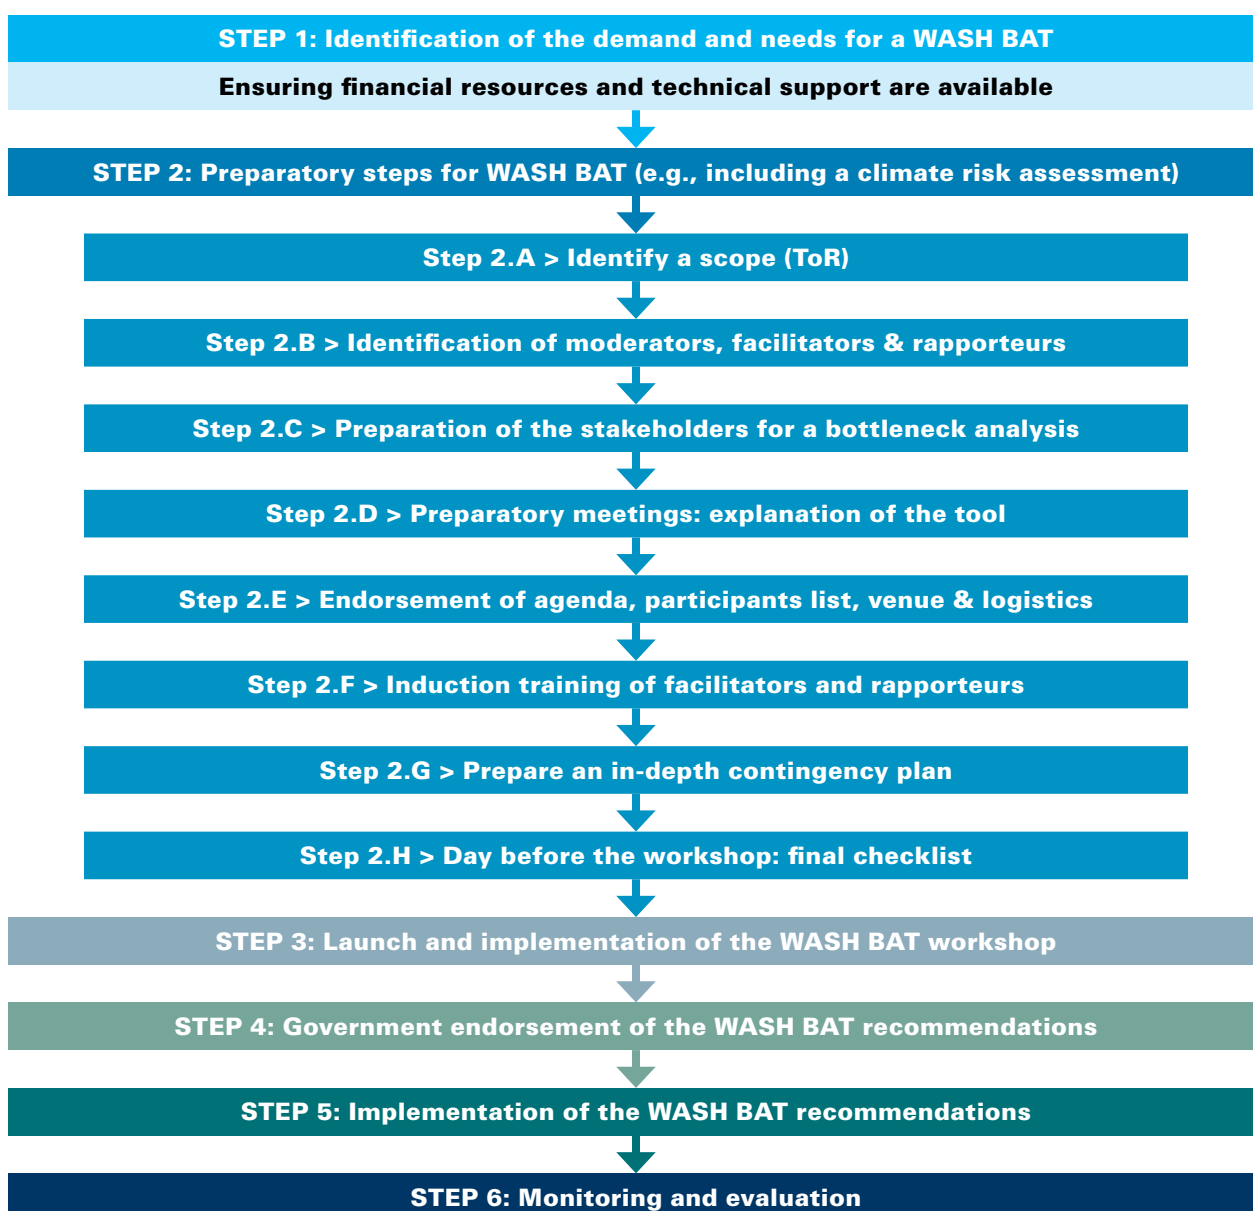 STEP 1: Identification of the demand and needs for a WASH BAT
Ensuring financial resources and technical support are available
STEP 2: Preparatory steps for WASH BAT (e.g., including a climate risk assessment)
Step 2.A > Identify a scope (ToR)
Step 2.B > Identification of moderators, facilitators & rapporteurs
Step 2.C > Preparation of the stakeholders for a bottleneck analysis
Step 2.D > Preparatory meetings: explanation of the tool
Step 2.E > Endorsement of agenda, participants list, venue & logistics
Step 2.F > Induction training of facilitators and rapporteurs
Step 2.G > Prepare an in-depth contingency plan
Step 2.H > Day before the workshop: final checklist
STEP 3: Launch and implementation of the WASH BAT workshop
STEP 4: Government endorsement of the WASH BAT recommendations
STEP 5: Implementation of the WASH BAT recommendations
STEP 6: Monitoring and evaluation